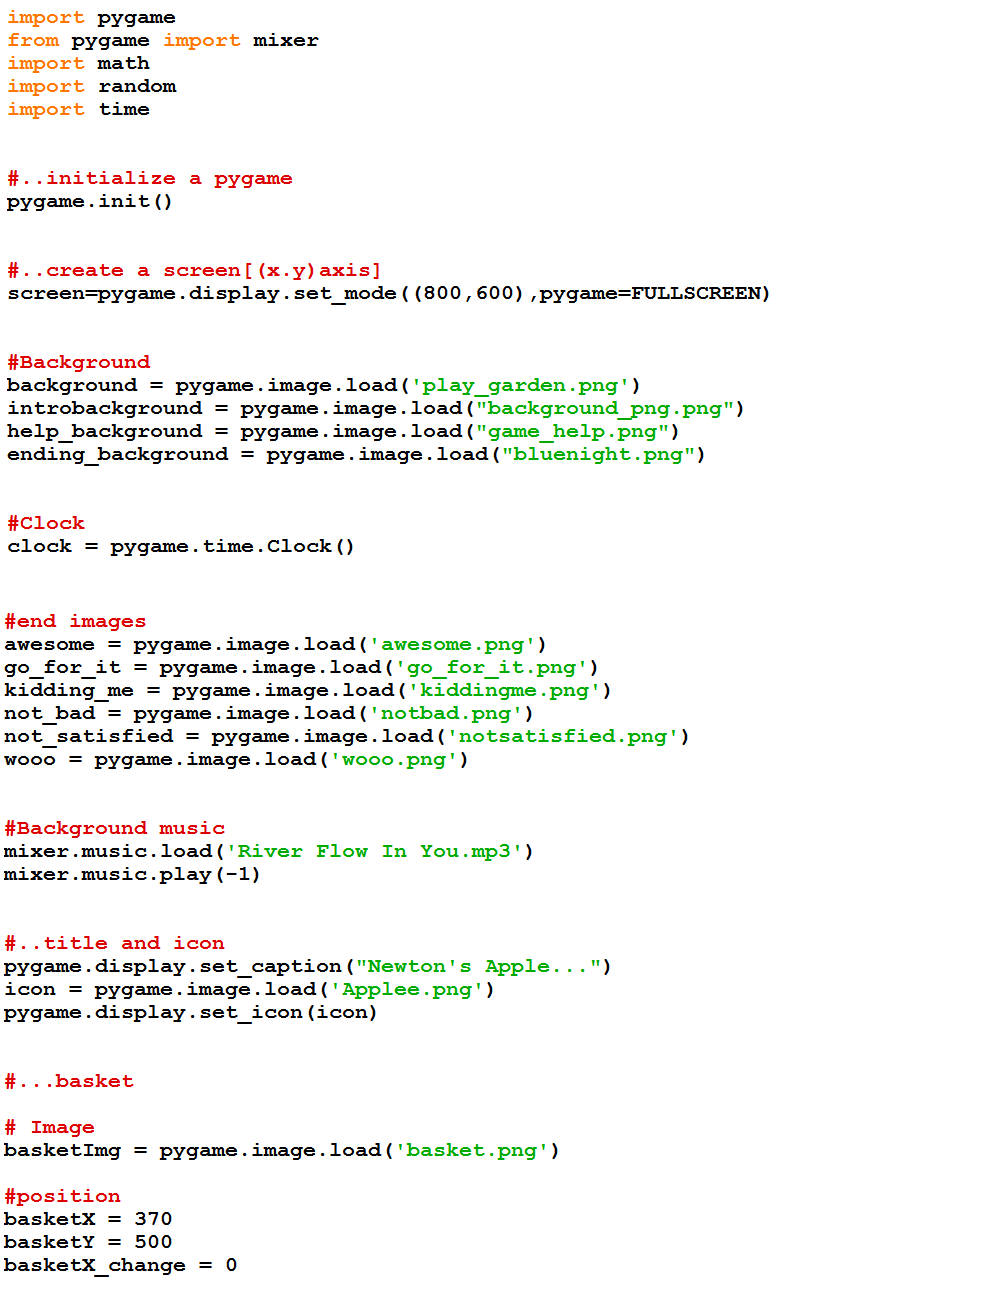 import pygame
from pygame import mixer
import math
import random
import time
#..initialize a pygame
pygame.init()
#..create a screen[(x.y)axis]
screen=pygame.display.set_mode((800,600),pygame=FULLSCREEN)
#Background
background = pygame.image.load('play_garden.png')
introbackground = pygame.image.load("background_png.png")
help_background = pygame.image.load("game_help.png")
ending_background = pygame.image.load("bluenight.png")
#Clock
clock = pygame.time.Clock()
#end images
awesome = pygame.image.load('awesome.png')
go_for_it = pygame.image.load('go_for_it.png')
kidding_me = pygame.image.load('kiddingme.png')
not_bad = pygame.image.load('notbad.png')
not_satisfied = pygame.image.load('notsatisfied.png')
wooo = pygame.image.load('wooo.png')
#Background music
mixer.music.load('River Flow In You.mp3')
mixer.music.play(-1)
#..title and icon
pygame.display.set_caption("Newton's Apple...")
icon = pygame.image.load('Applee.png')
pygame.display.set_icon(icon)
#...basket
# Image
basketImg = pygame.image.load('basket.png')
#position
basketX = 370
basketY = 500
basketX_change = 0